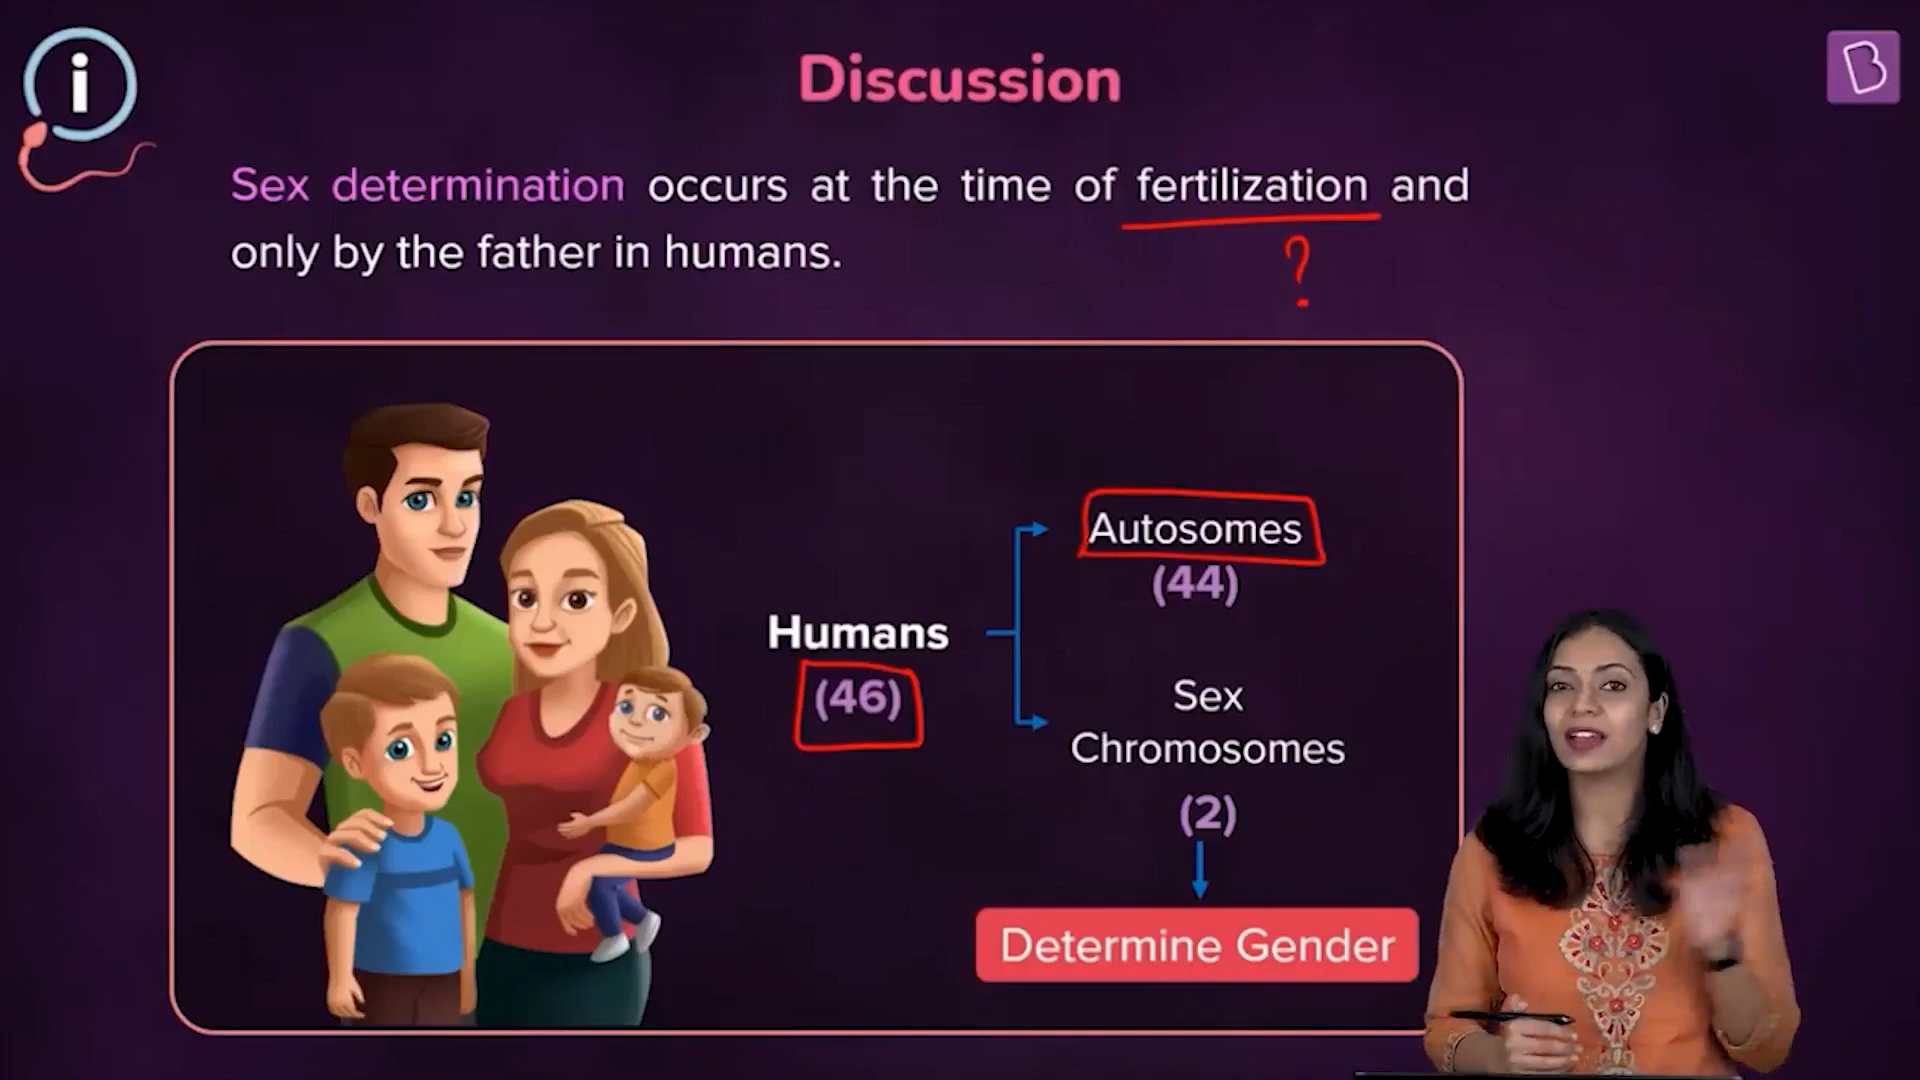 i
Discussion
B
Sex determination occurs at the time of fertilization and
only by the father in humans.
?
Humans
(46)
Autosomes
(44)
Sex
Chromosomes
(2)
Determine Gender